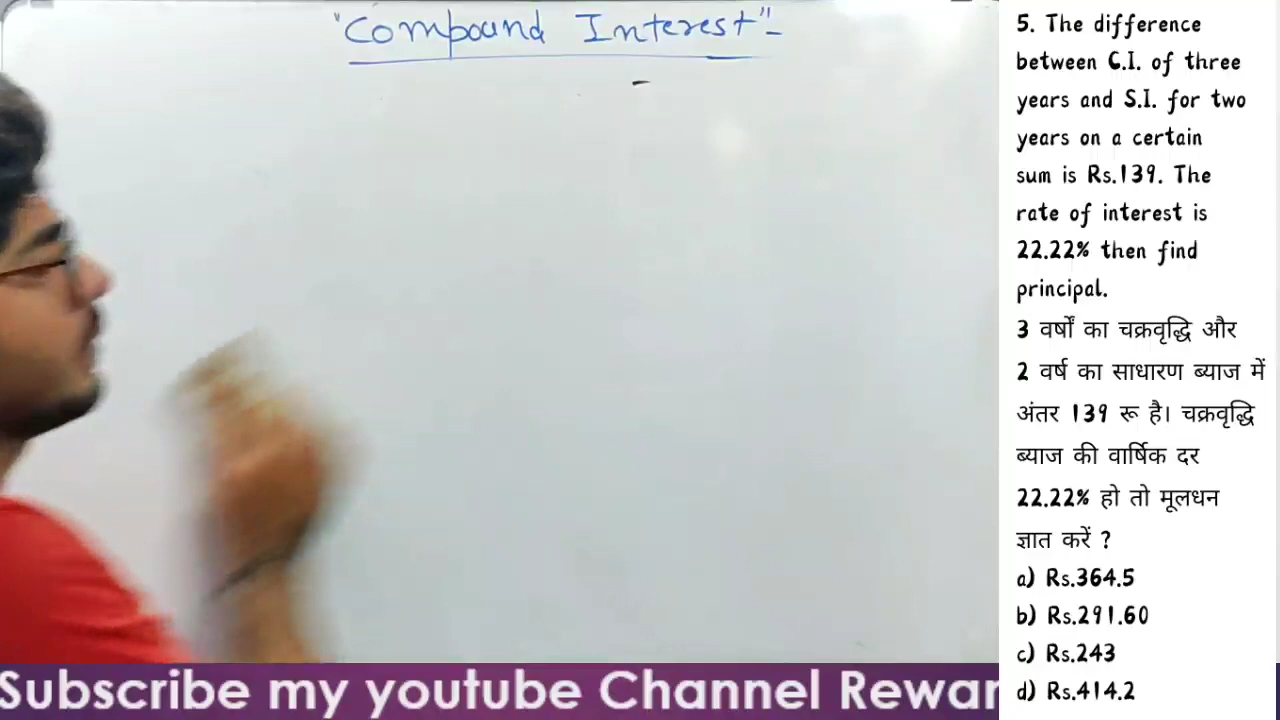 "Compound Interest"-
5. The difference
between C.I. of three
years and S.I. for two
years on a certain
sum is Rs.139. The
rate of interest is
22.22% then find
principal.
3 वर्षों का चक्रवृद्धि और
2 वर्ष का साधारण ब्याज में
अंतर 139 रू है। चक्रवृद्धि
ब्याज की वार्षिक दर
22.22% हो तो मूलधन
ज्ञात करें ?
a) Rs.364.5
b) Rs.291.60
c) Rs.243
d) Rs.414.2
Subscribe my youtube Channel Rewar